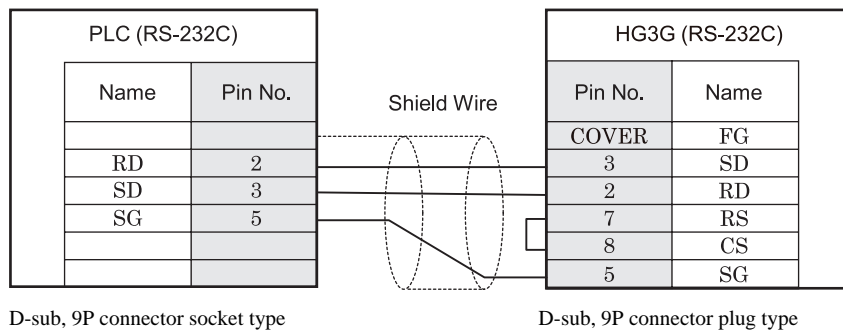 PLC (RS-232C)
HG3G (RS-232C)
Name Pin No.
Shield Wire
Pin No. Name
COVER FG
RD 2
3 SD
SD 3
2 RD
SG 5
7 RS
8 CS
5 SG
D-sub, 9P connector socket type
D-sub, 9P connector plug type